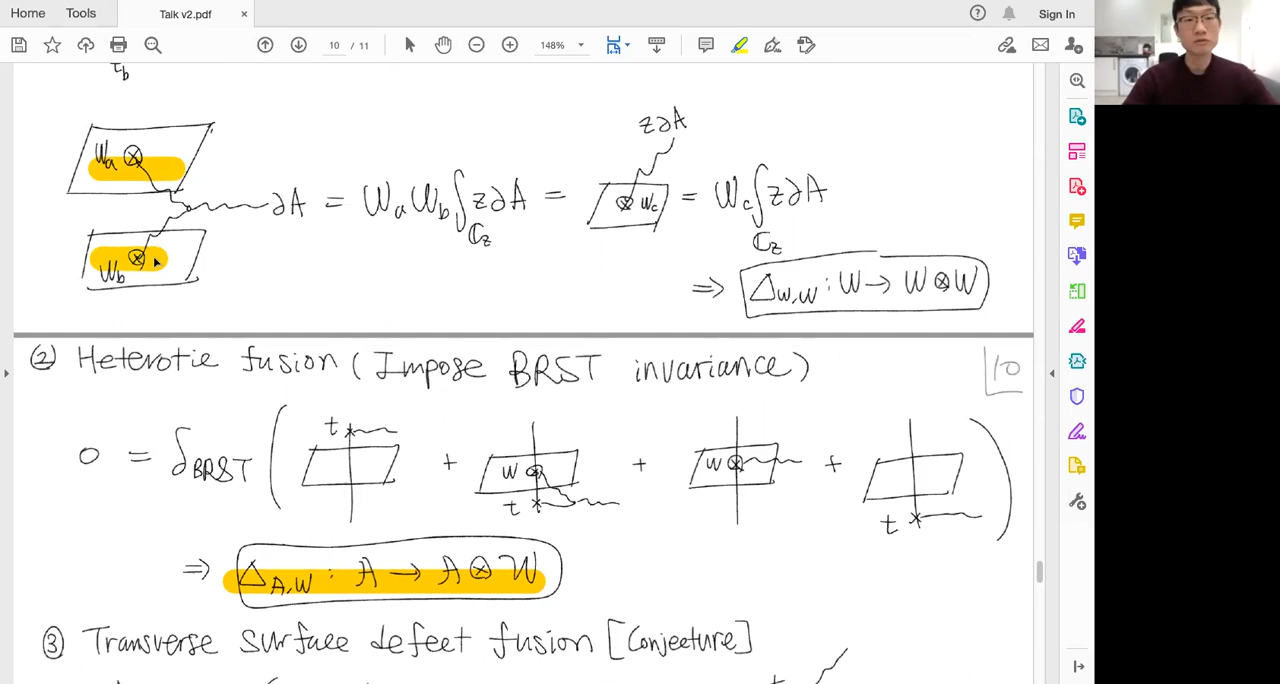 Home Tools Talk v2.pdf × Sign In
10 / 11 148%
t_b
W_a ⊗ z∂A
∂A = W_a W_b ∫_{ℂ_z} z∂A = ⊗ W_c = W_c ∫_{ℂ_z} z∂A
W_b ⊗
⇒ Δ_{W,W} : W → W ⊗ W
② Heterotic fusion (Impose BRST invariance) 10
0 = δ_BRST ( t + W ⊗ t + W ⊗ + t )
⇒ Δ_{A,W} : A → A ⊗ W
③ Transverse surface defect fusion [Conjecture]